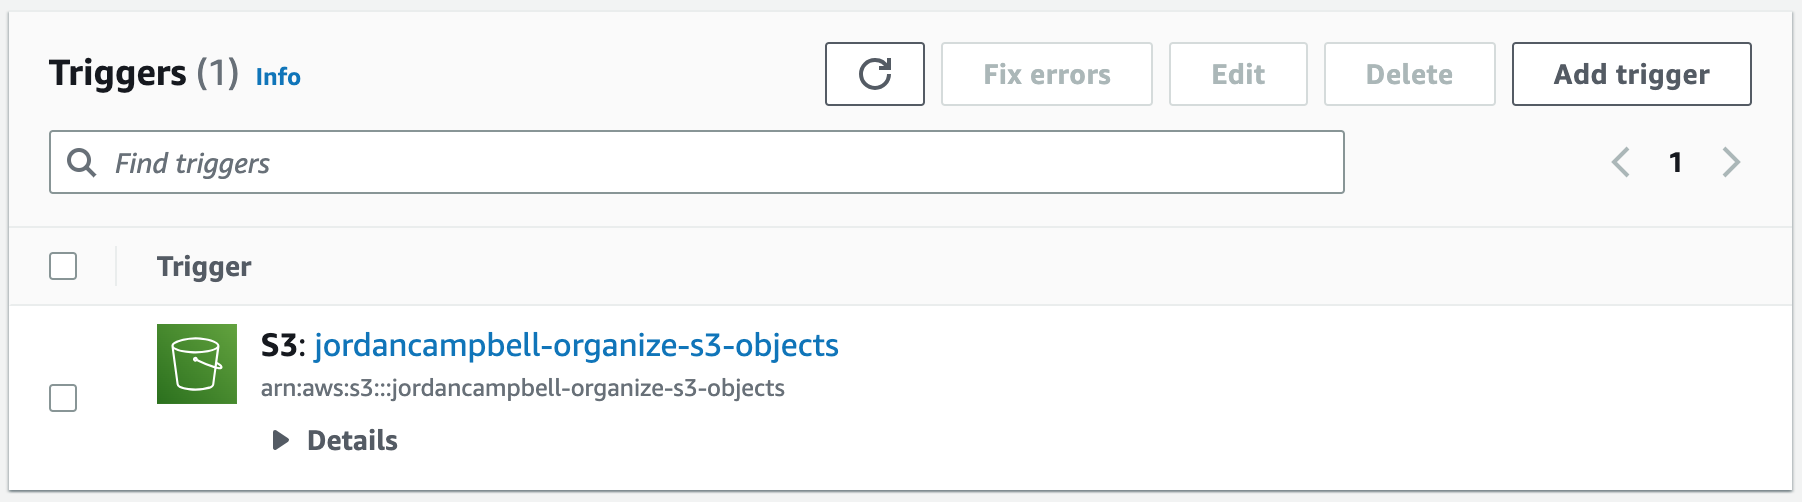 Triggers (1) Info
Fix errors
Edit
Delete
Add trigger
Find triggers
1
Trigger
S3: jordancampbell-organize-s3-objects
arn:aws:s3:::jordancampbell-organize-s3-objects
Details